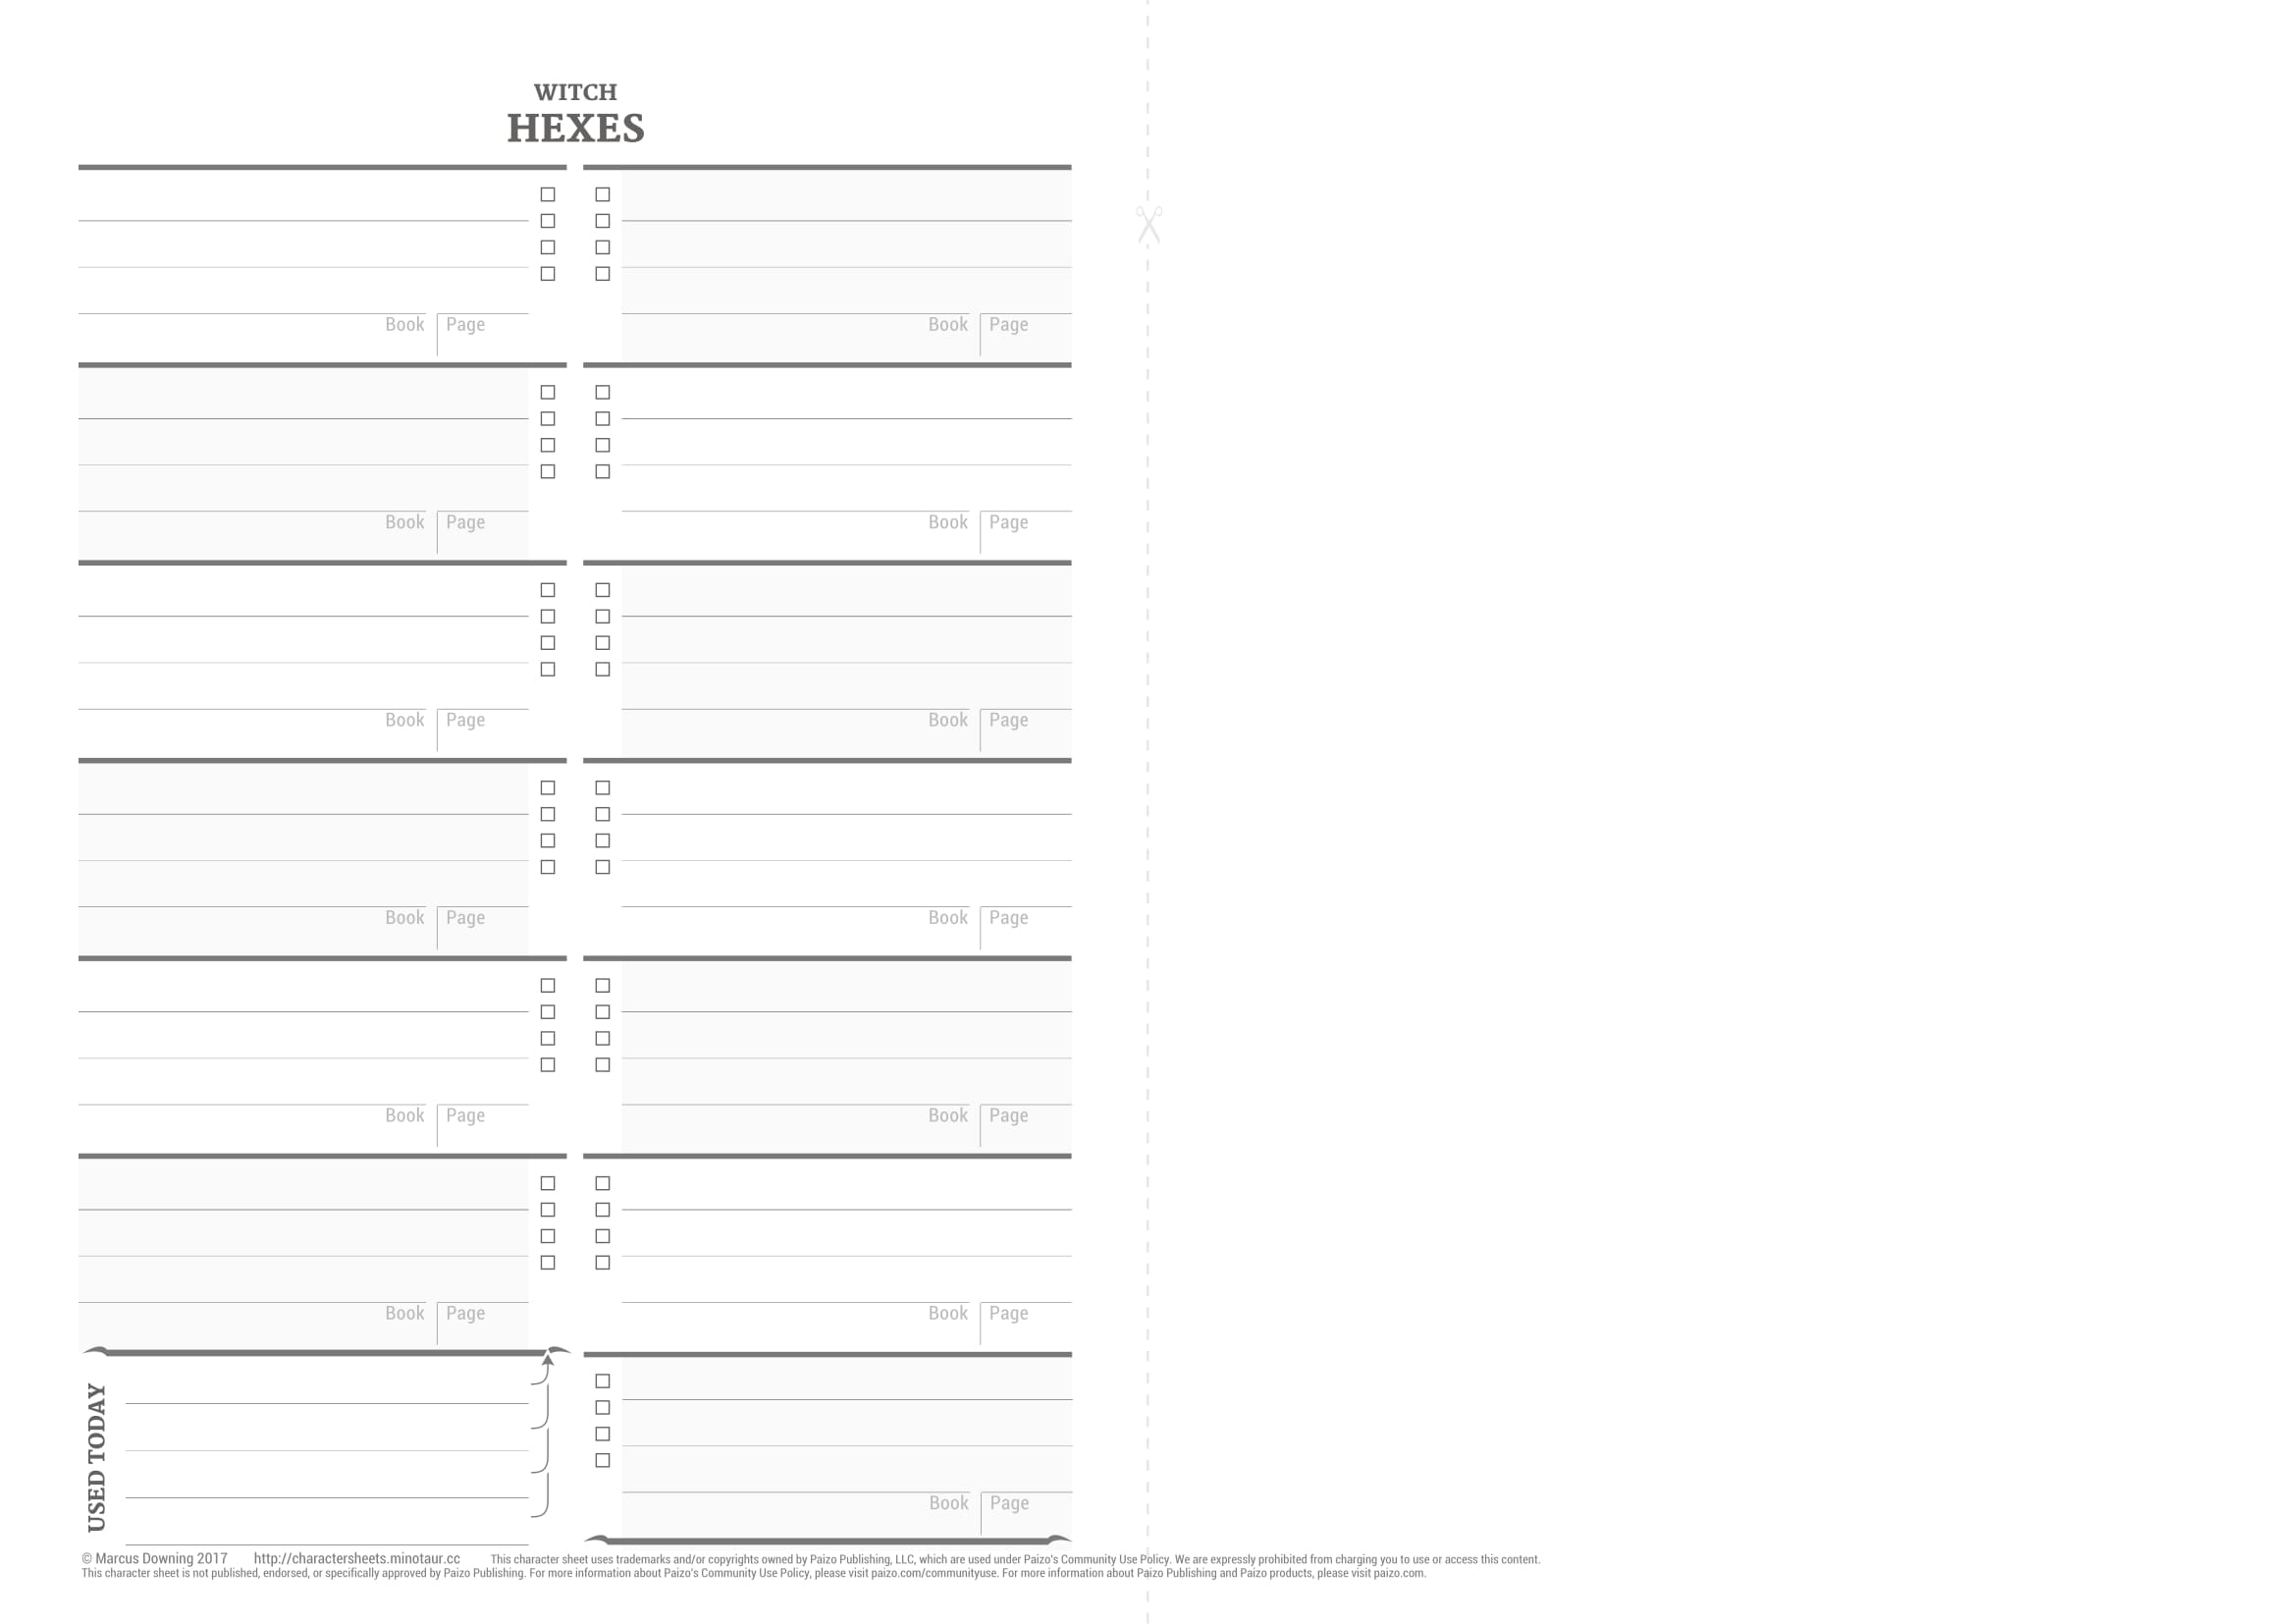 WITCH
HEXES
Book Page
Book Page
Book Page
Book Page
Book Page
Book Page
Book Page
Book Page
Book Page
Book Page
Book Page
Book Page
USED TODAY
Book Page
© Marcus Downing 2017 http://charactersheets.minotaur.cc This character sheet uses trademarks and/or copyrights owned by Paizo Publishing, LLC, which are used under Paizo's Community Use Policy. We are expressly prohibited from charging you to use or access this content.
This character sheet is not published, endorsed, or specifically approved by Paizo Publishing. For more information about Paizo's Community Use Policy, please visit paizo.com/communityuse. For more information about Paizo Publishing and Paizo products, please visit paizo.com.